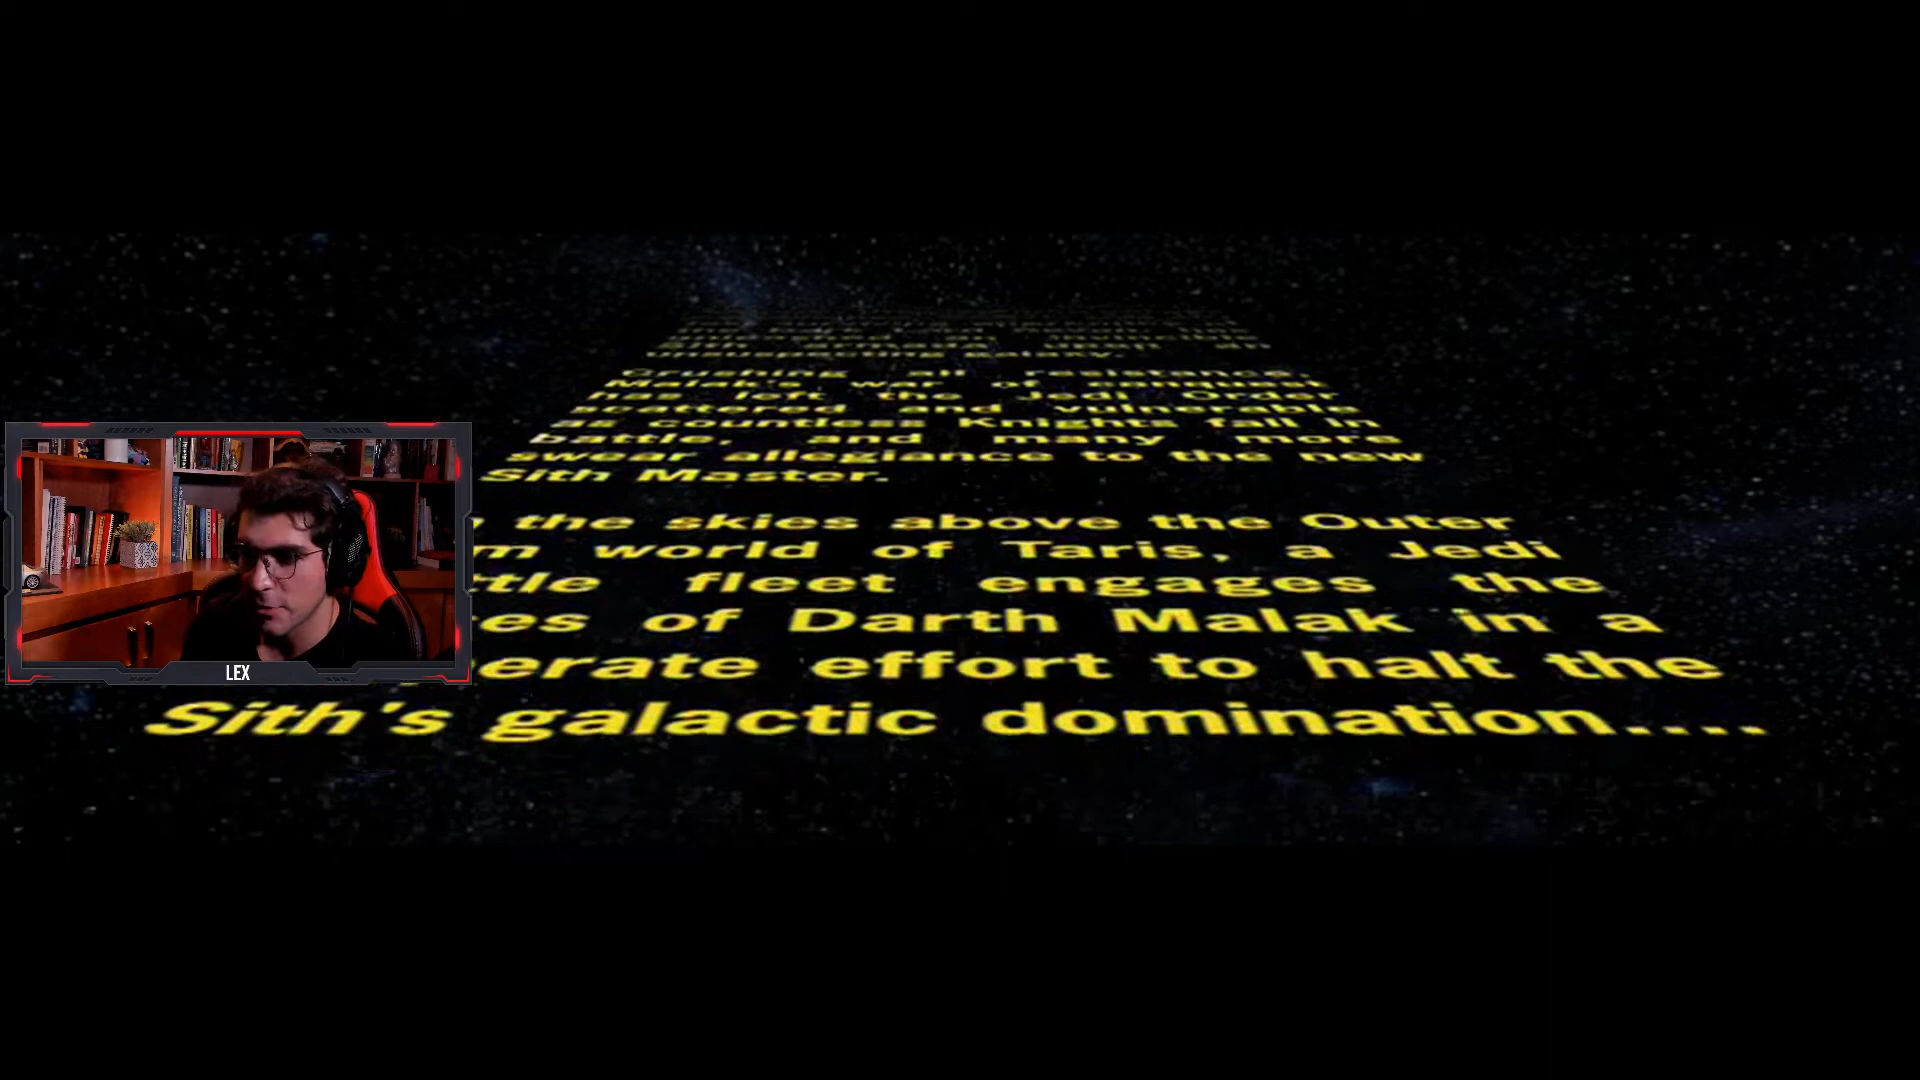 unsuspecting galaxy.
Crushing all resistance,
Malak's war of conquest
has left the Jedi Order
scattered and vulnerable
as countless Knights fall in
battle, and many more
swear allegiance to the new
Sith Master.
the skies above the Outer
m world of Taris, a Jedi
ttle fleet engages the
ces of Darth Malak in a
erate effort to halt the
Sith's galactic domination....
LEX